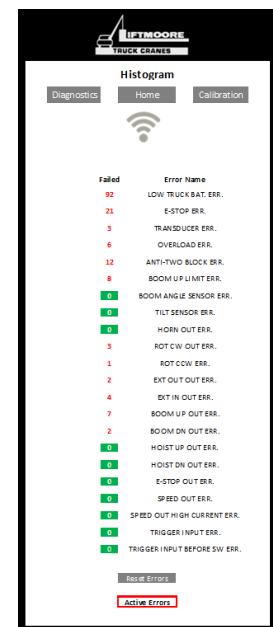 LIFTMOORE
TRUCK CRANES
Histogram
Diagnostics Home Calibration
Failed Error Name
92 LOW TRUCK BAT. ERR.
21 E-STOP ERR.
3 TRANSDUCER ERR.
6 OVERLOAD ERR.
12 ANTI-TWO BLOCK ERR.
8 BOOM UP LIMIT ERR.
0 BOOM ANGLE SENSOR ERR.
0 TILT SENSOR ERR.
0 HORN OUT ERR.
3 ROT CW OUT ERR.
1 ROT CCW ERR.
2 EXT OUT OUT ERR.
4 EXT IN OUT ERR.
7 BOOM UP OUT ERR.
2 BOOM DN OUT ERR.
0 HOIST UP OUT ERR.
0 HOIST DN OUT ERR.
0 E-STOP OUT ERR.
0 SPEED OUT ERR.
0 SPEED OUT HIGH CURRENT ERR.
0 TRIGGER INPUT ERR.
0 TRIGGER INPUT BEFORE SW ERR.
Reset Errors
Active Errors